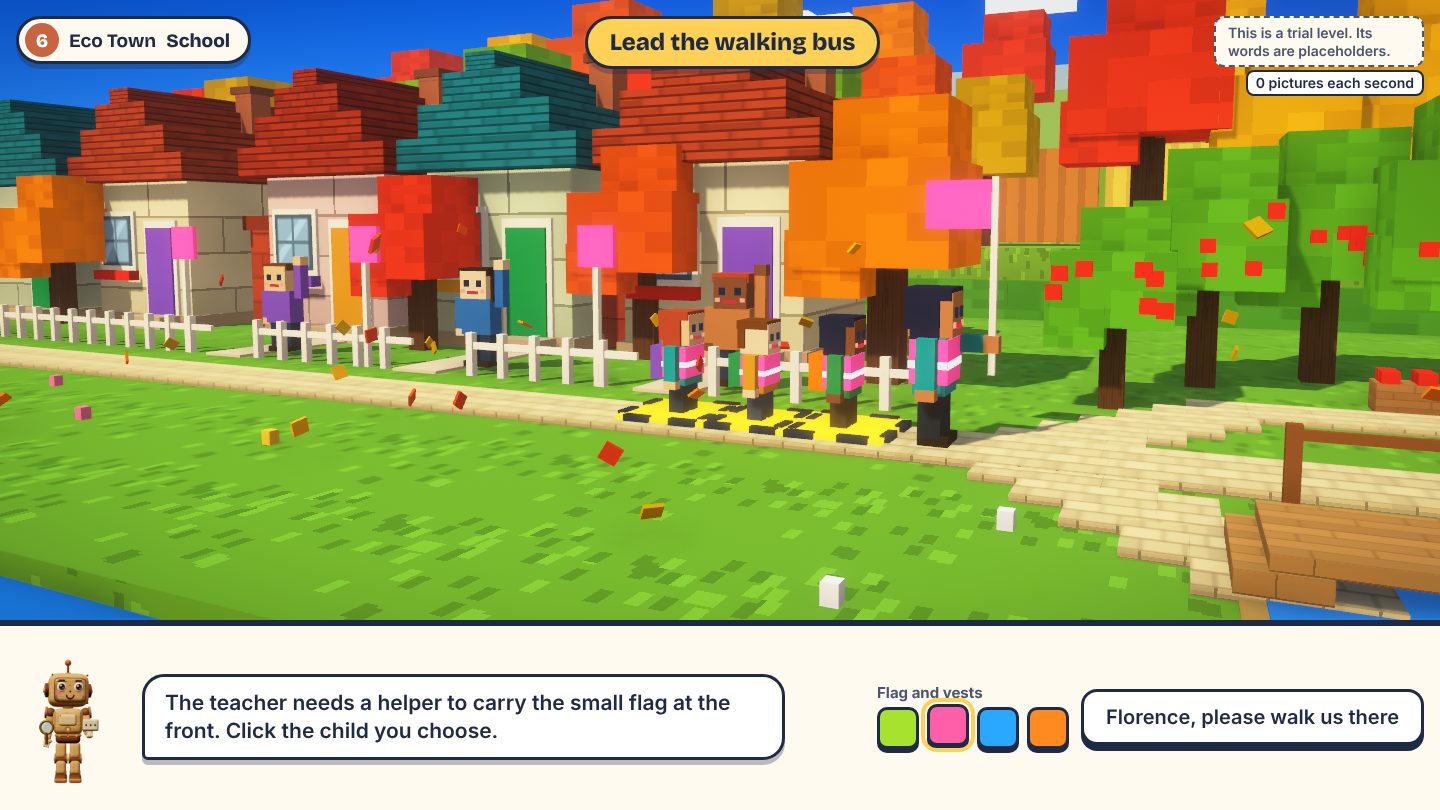 6 Eco Town School
Lead the walking bus
This is a trial level. Its
words are placeholders.
0 pictures each second
The teacher needs a helper to carry the small flag at the
front. Click the child you choose.
Flag and vests
Florence, please walk us there